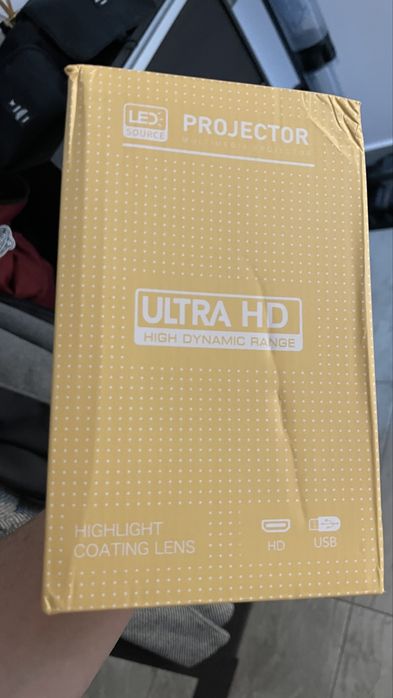 LED
SOURCE
PROJECTOR
ULTRA HD
HIGH DYNAMIC RANGE
HIGHLIGHT
COATING LENS
HD
USB